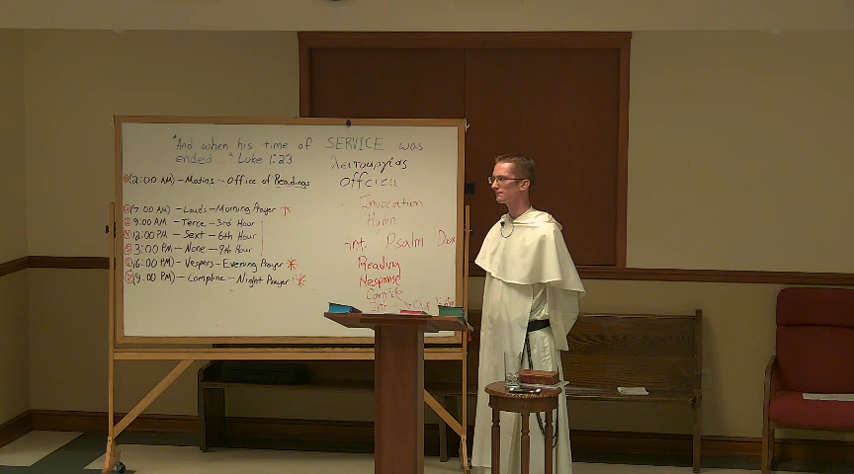 "And when his time of SERVICE was
ended..." Luke 1:23
λειτουργίας
(2:00 AM) - Matins - Office of Readings
(7:00 AM) - Lauds - Morning Prayer
9:00 AM - Terce - 3rd Hour
12:00 PM - Sext - 6th Hour
3:00 PM - None - 9th Hour
(6:00 PM) - Vespers - Evening Prayer *
(9:00 PM) - Compline - Night Prayer *
Invocation
Hymn
Psalm
Reading
Response